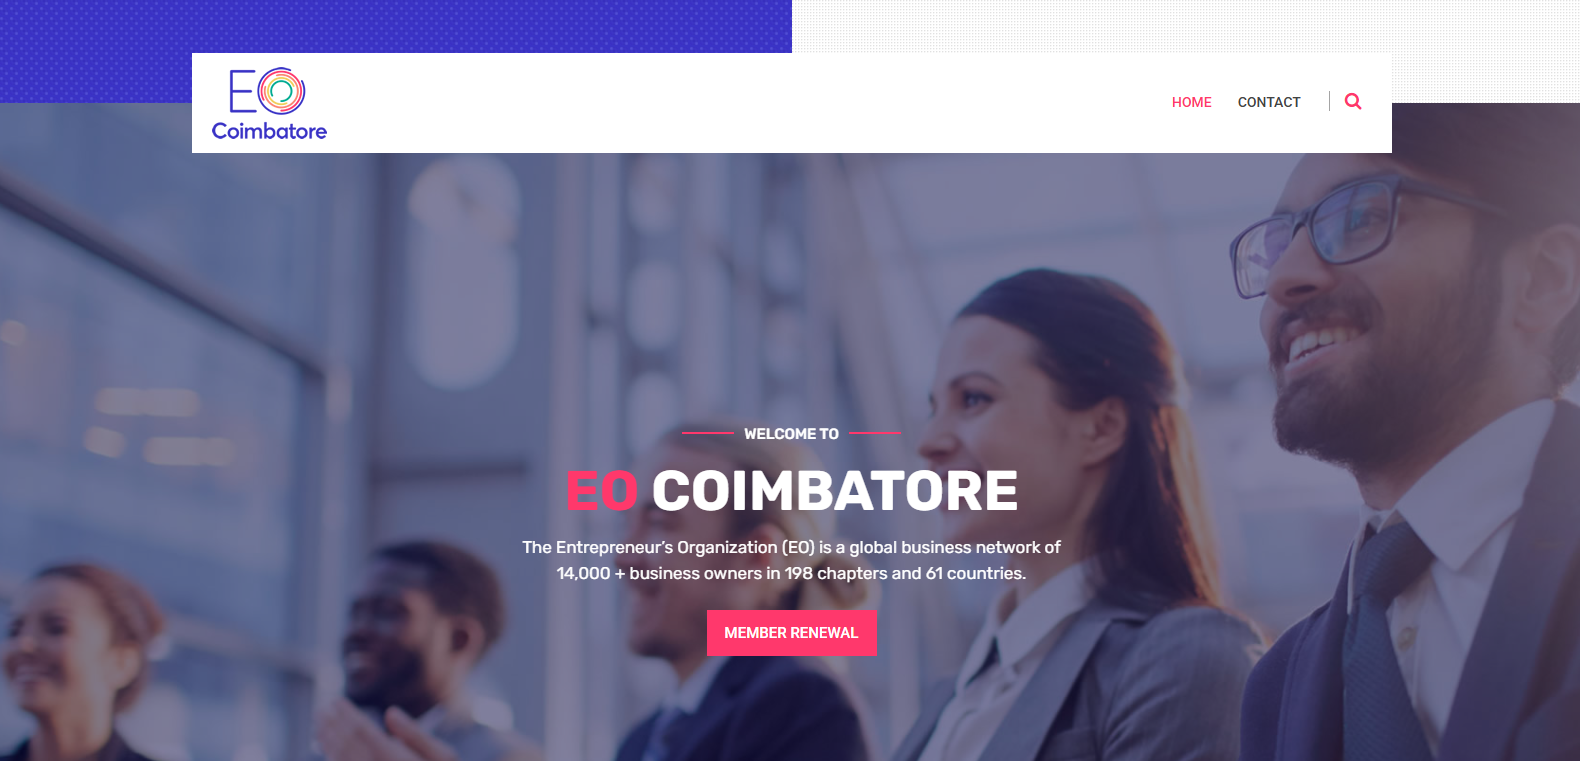 EO
Coimbatore
HOME CONTACT
WELCOME TO
EO COIMBATORE
The Entrepreneur's Organization (EO) is a global business network of
14,000 + business owners in 198 chapters and 61 countries.
MEMBER RENEWAL